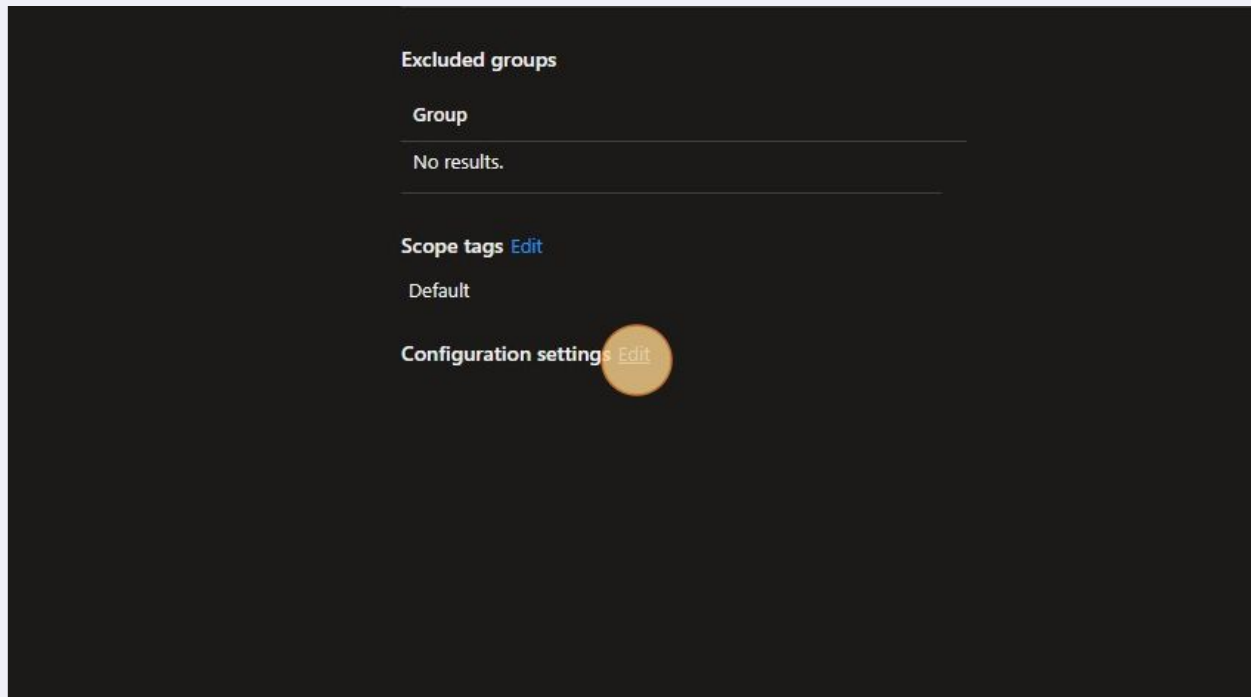 Excluded groups
Group
No results.
Scope tags Edit
Default
Configuration settings Edit